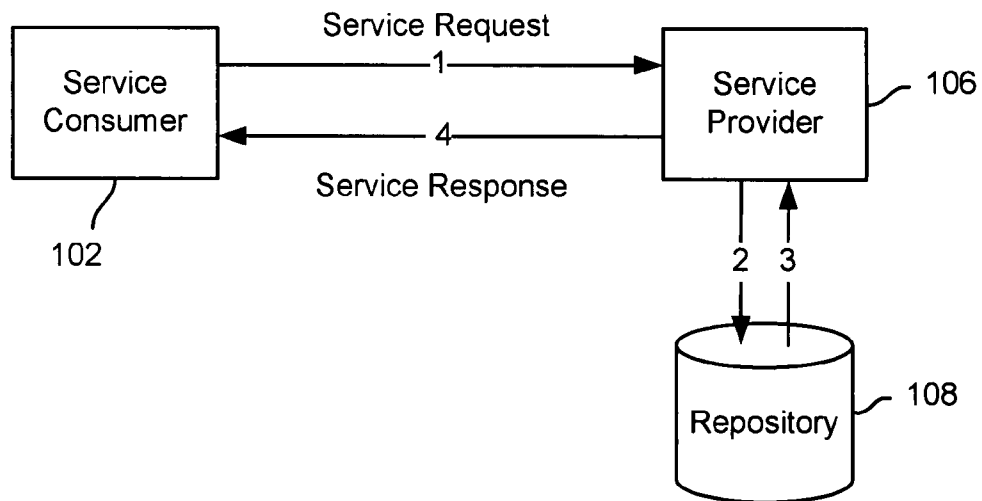 Service Request
1
Service
Consumer
Service
Provider
106
4
Service Response
102
2
3
Repository
108